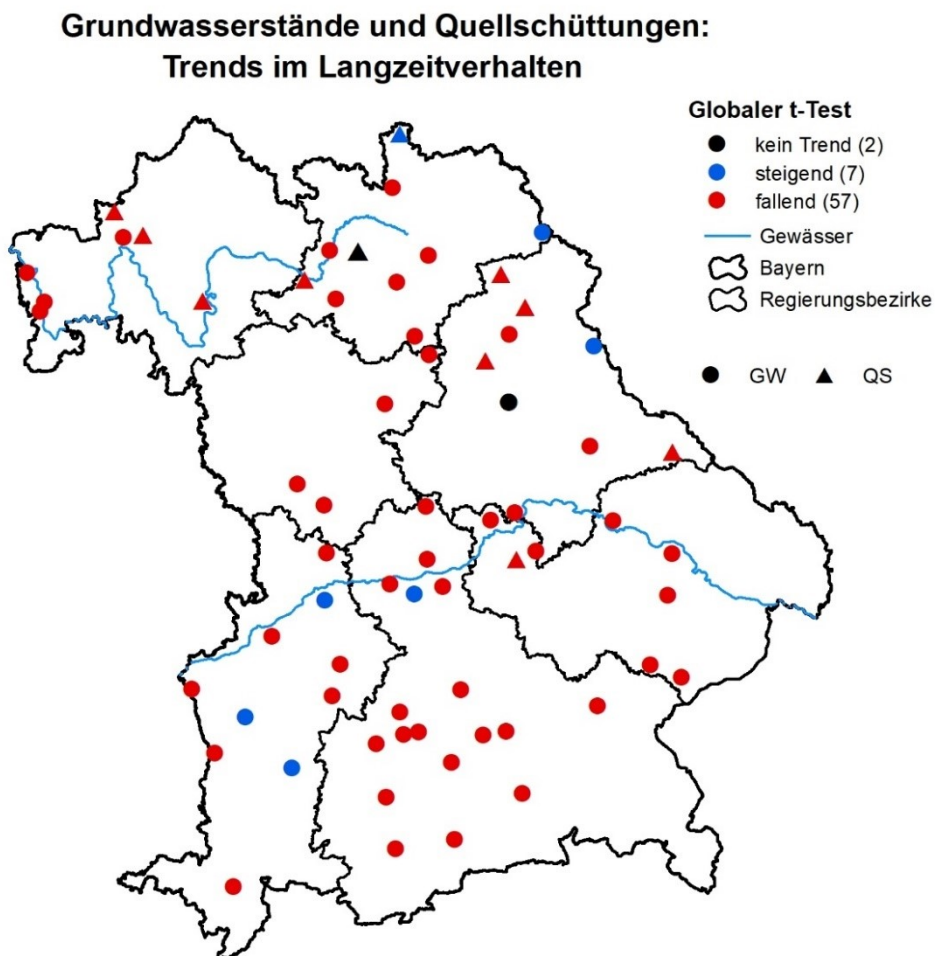 Grundwasserstände und Quellschüttungen:
Trends im Langzeitverhalten
Globaler t-Test
kein Trend (2)
steigend (7)
fallend (57)
Gewässer
Bayern
Regierungsbezirke
GW QS